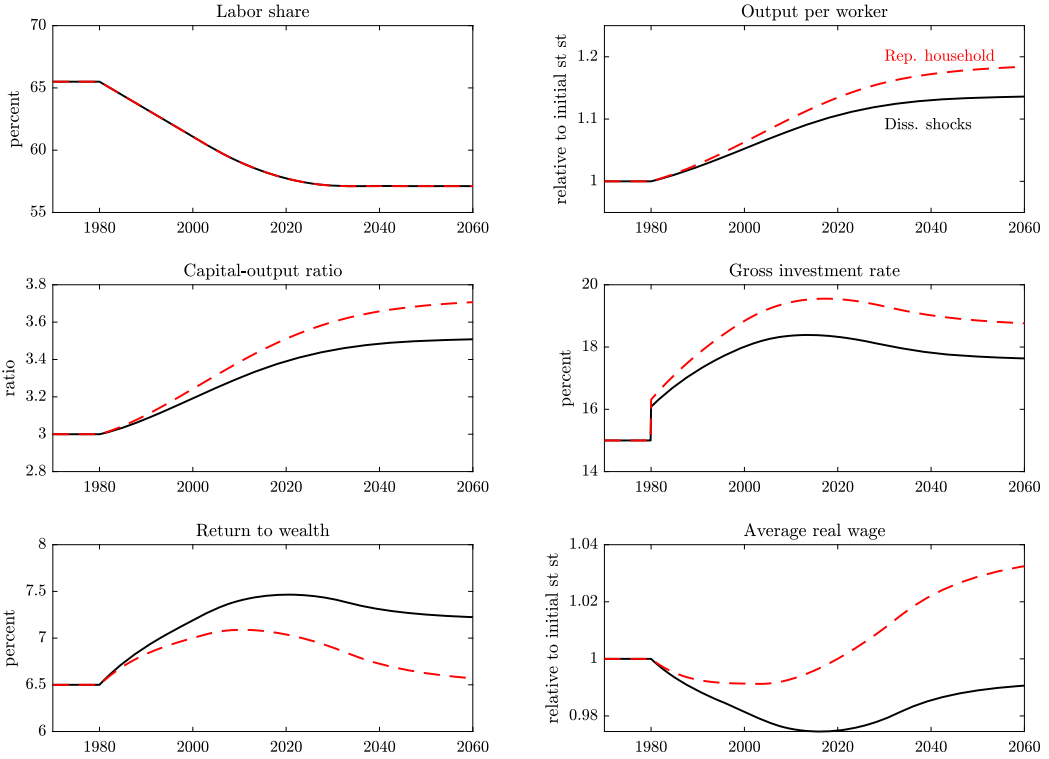 Labor share
percent
70
65
60
55
1980 2000 2020 2040 2060
Output per worker
relative to initial st st
1.2
1.1
1
Rep. household
Diss. shocks
1980 2000 2020 2040 2060
Capital-output ratio
ratio
3.8
3.6
3.4
3.2
3
2.8
1980 2000 2020 2040 2060
Gross investment rate
percent
20
18
16
14
1980 2000 2020 2040 2060
Return to wealth
percent
8
7.5
7
6.5
6
1980 2000 2020 2040 2060
Average real wage
relative to initial st st
1.04
1.02
1
0.98
1980 2000 2020 2040 2060